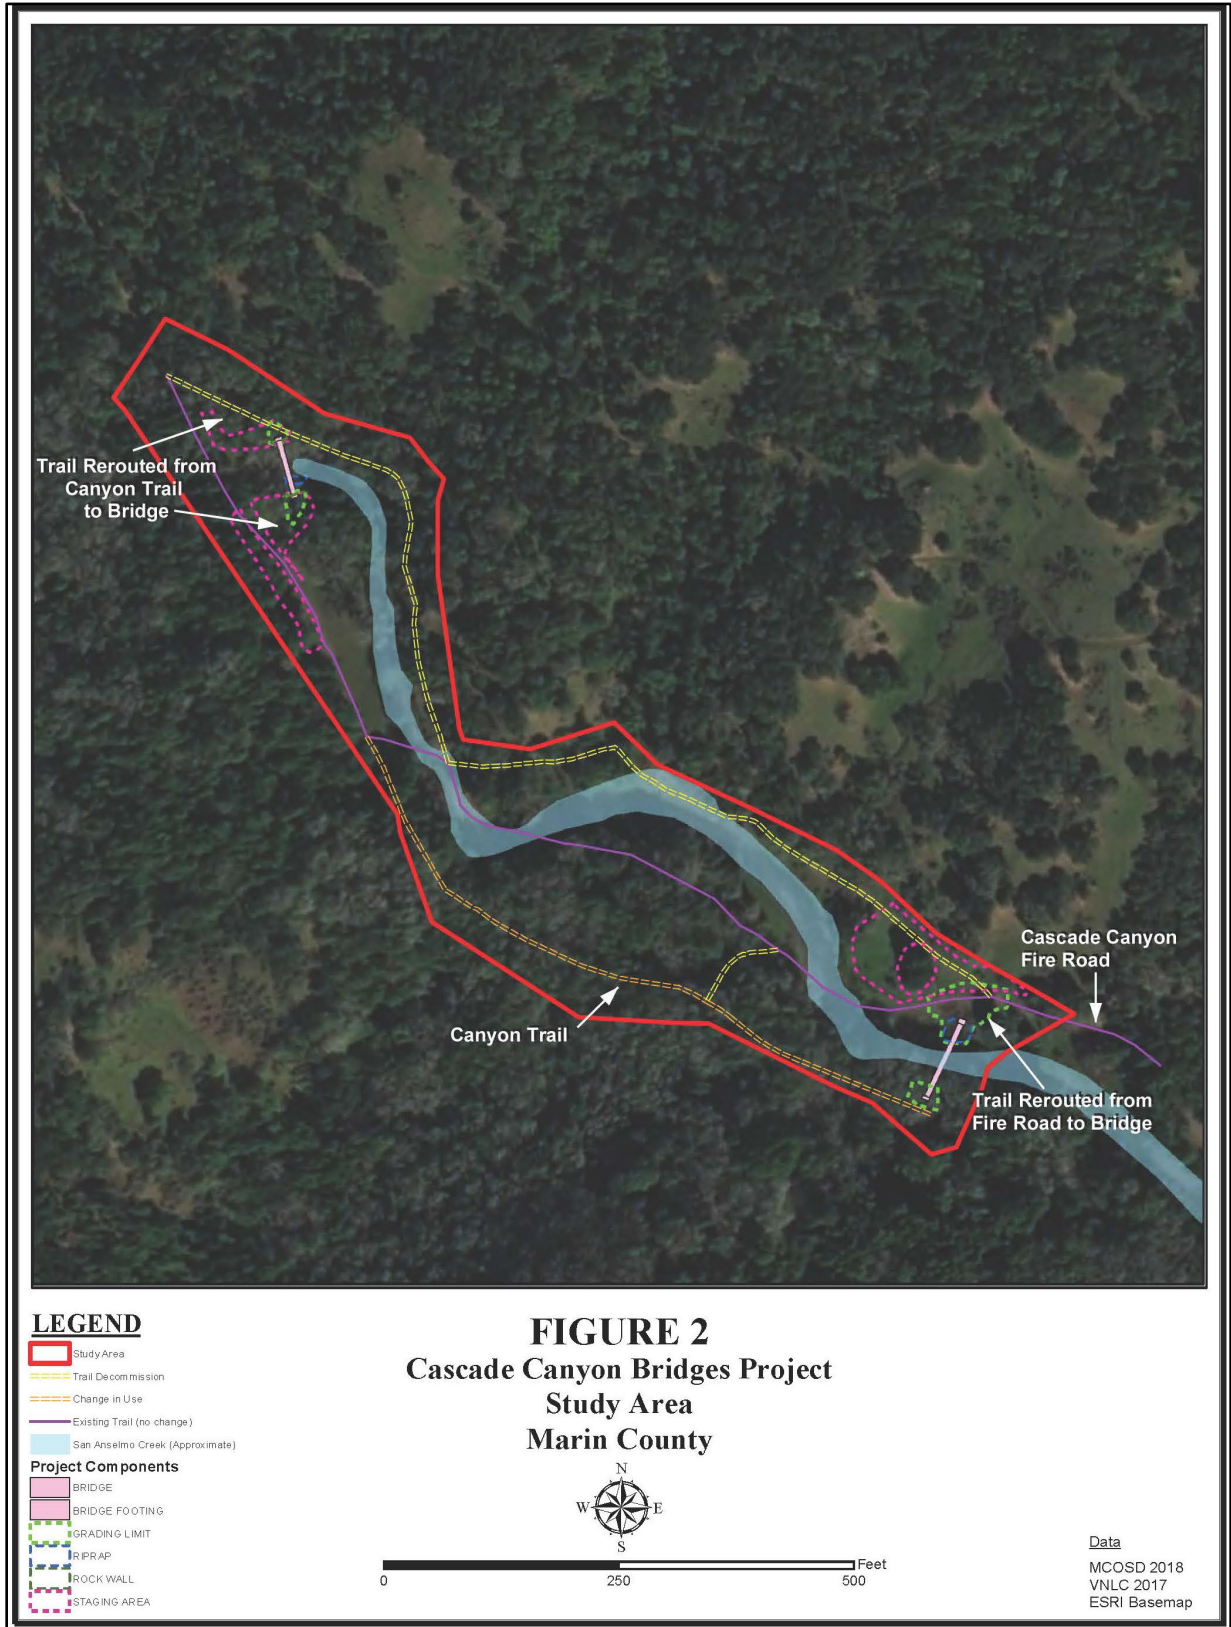 Trail Rerouted from
Canyon Trail
to Bridge
Cascade Canyon
Fire Road
Canyon Trail
Trail Rerouted from
Fire Road to Bridge
LEGEND
Study Area
Trail Decommission
Change in Use
Existing Trail (no change)
San Anselmo Creek (Approximate)
Project Components
BRIDGE
BRIDGE FOOTING
GRADING LIMIT
RIPRAP
ROCK WALL
STAGING AREA
FIGURE 2
Cascade Canyon Bridges Project
Study Area
Marin County
N
W E
S
Feet
0 250 500
Data
MCOSD 2018
VNLC 2017
ESRI Basemap